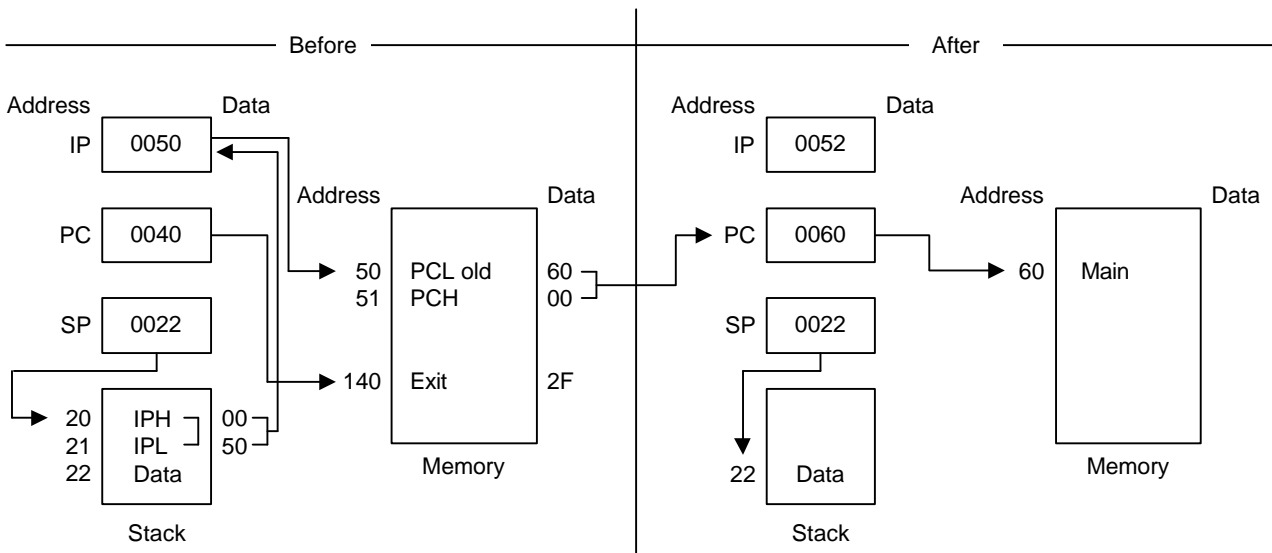 Before
Address Data
IP 0050
PC 0040
SP 0022
20 IPH 00
21 IPL 50
22 Data
Stack
Address Data
50 PCL old 60
51 PCH 00
140 Exit 2F
Memory
After
Address Data
IP 0052
PC 0060
SP 0022
22 Data
Stack
Address Data
60 Main
Memory